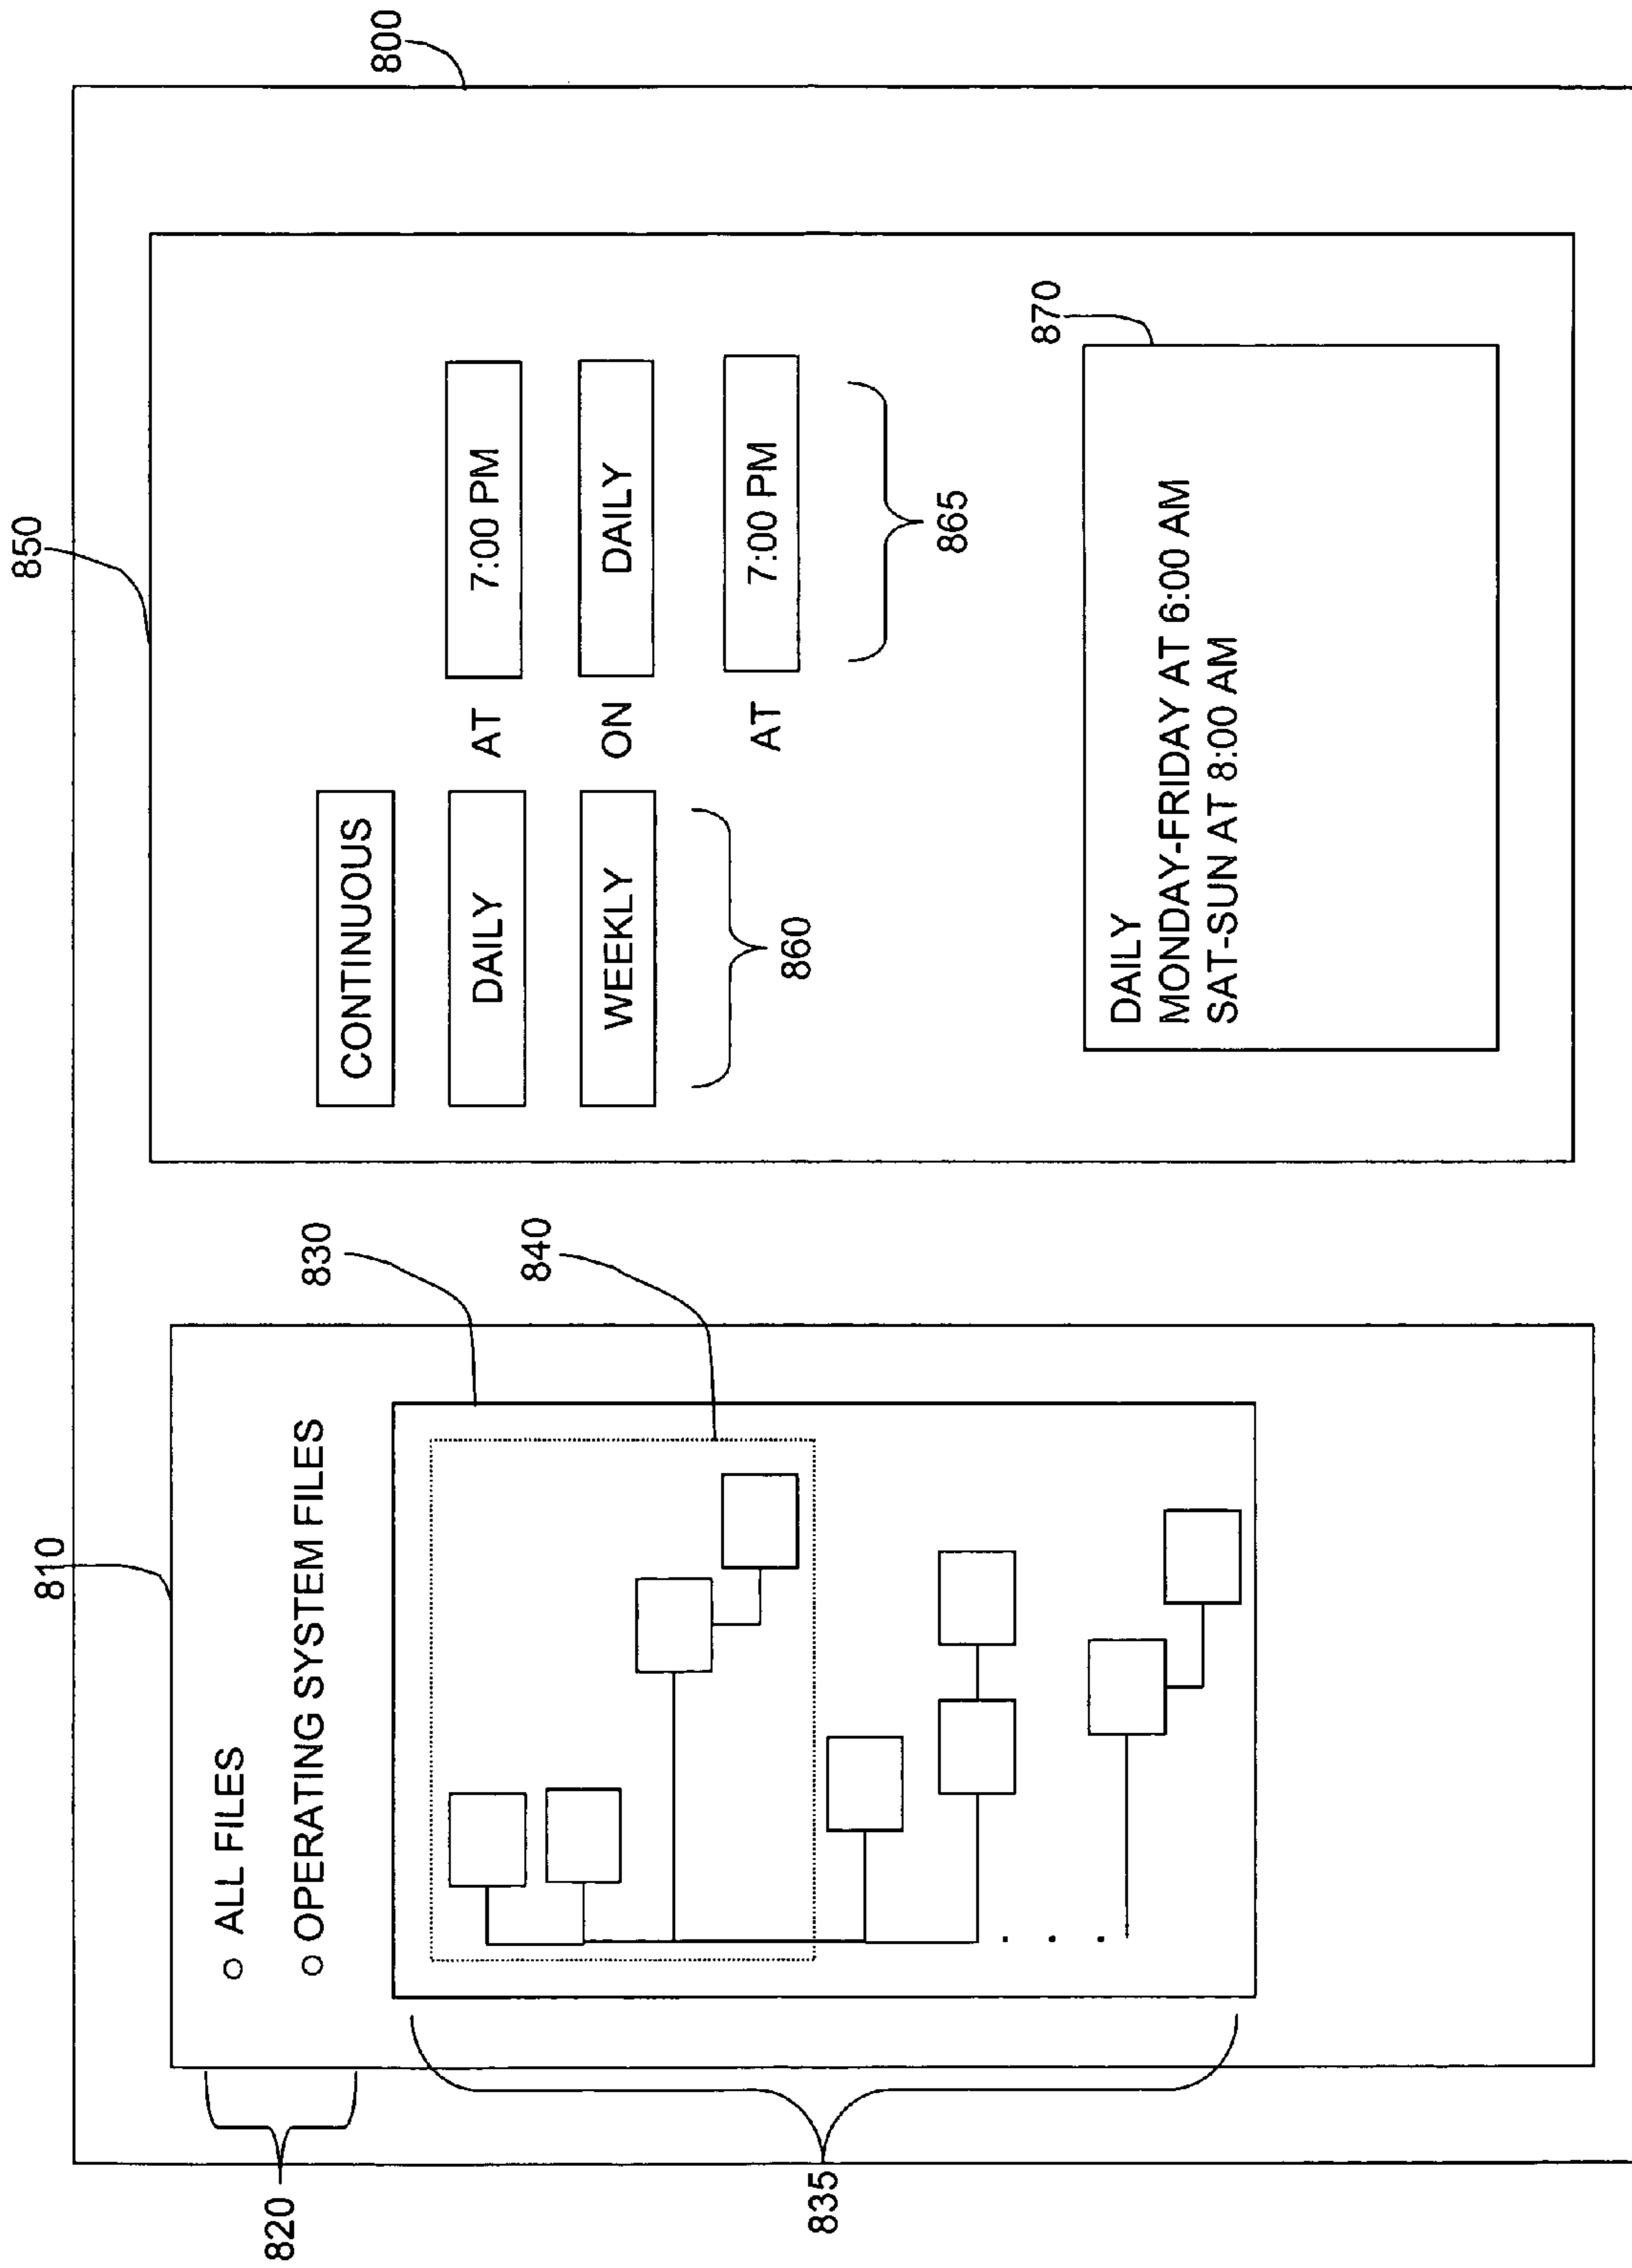 800
850
810
820
○ ALL FILES
○ OPERATING SYSTEM FILES
830
840
835
CONTINUOUS
DAILY AT 7:00 PM
WEEKLY ON DAILY
AT 7:00 PM
860
865
870
DAILY
MONDAY-FRIDAY AT 6:00 AM
SAT-SUN AT 8:00 AM